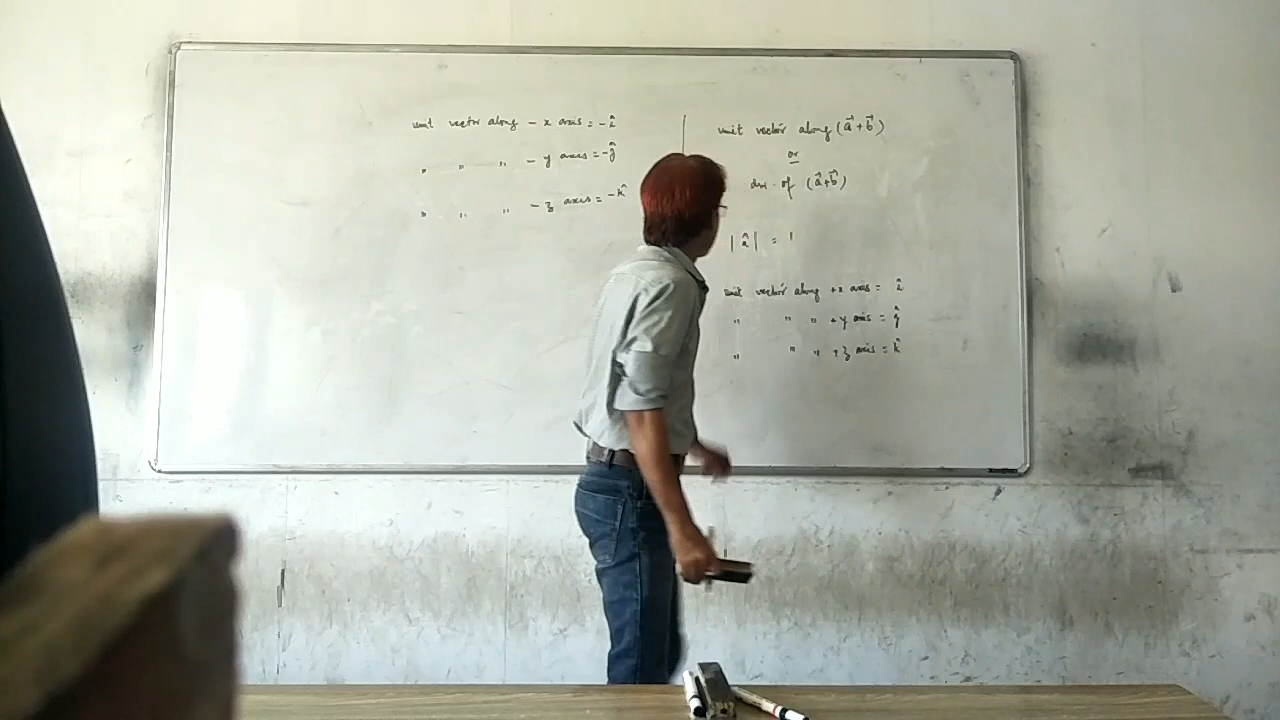 unit vector along - x axis = -î
" " " - y axis = -ĵ
" " " - z axis = -k̂
unit vector along (a⃗+b⃗)
or
dir. of (a⃗+b⃗)
|â| = 1
unit vector along +x axis = î
" " " + y axis = ĵ
" " " + z axis = k̂